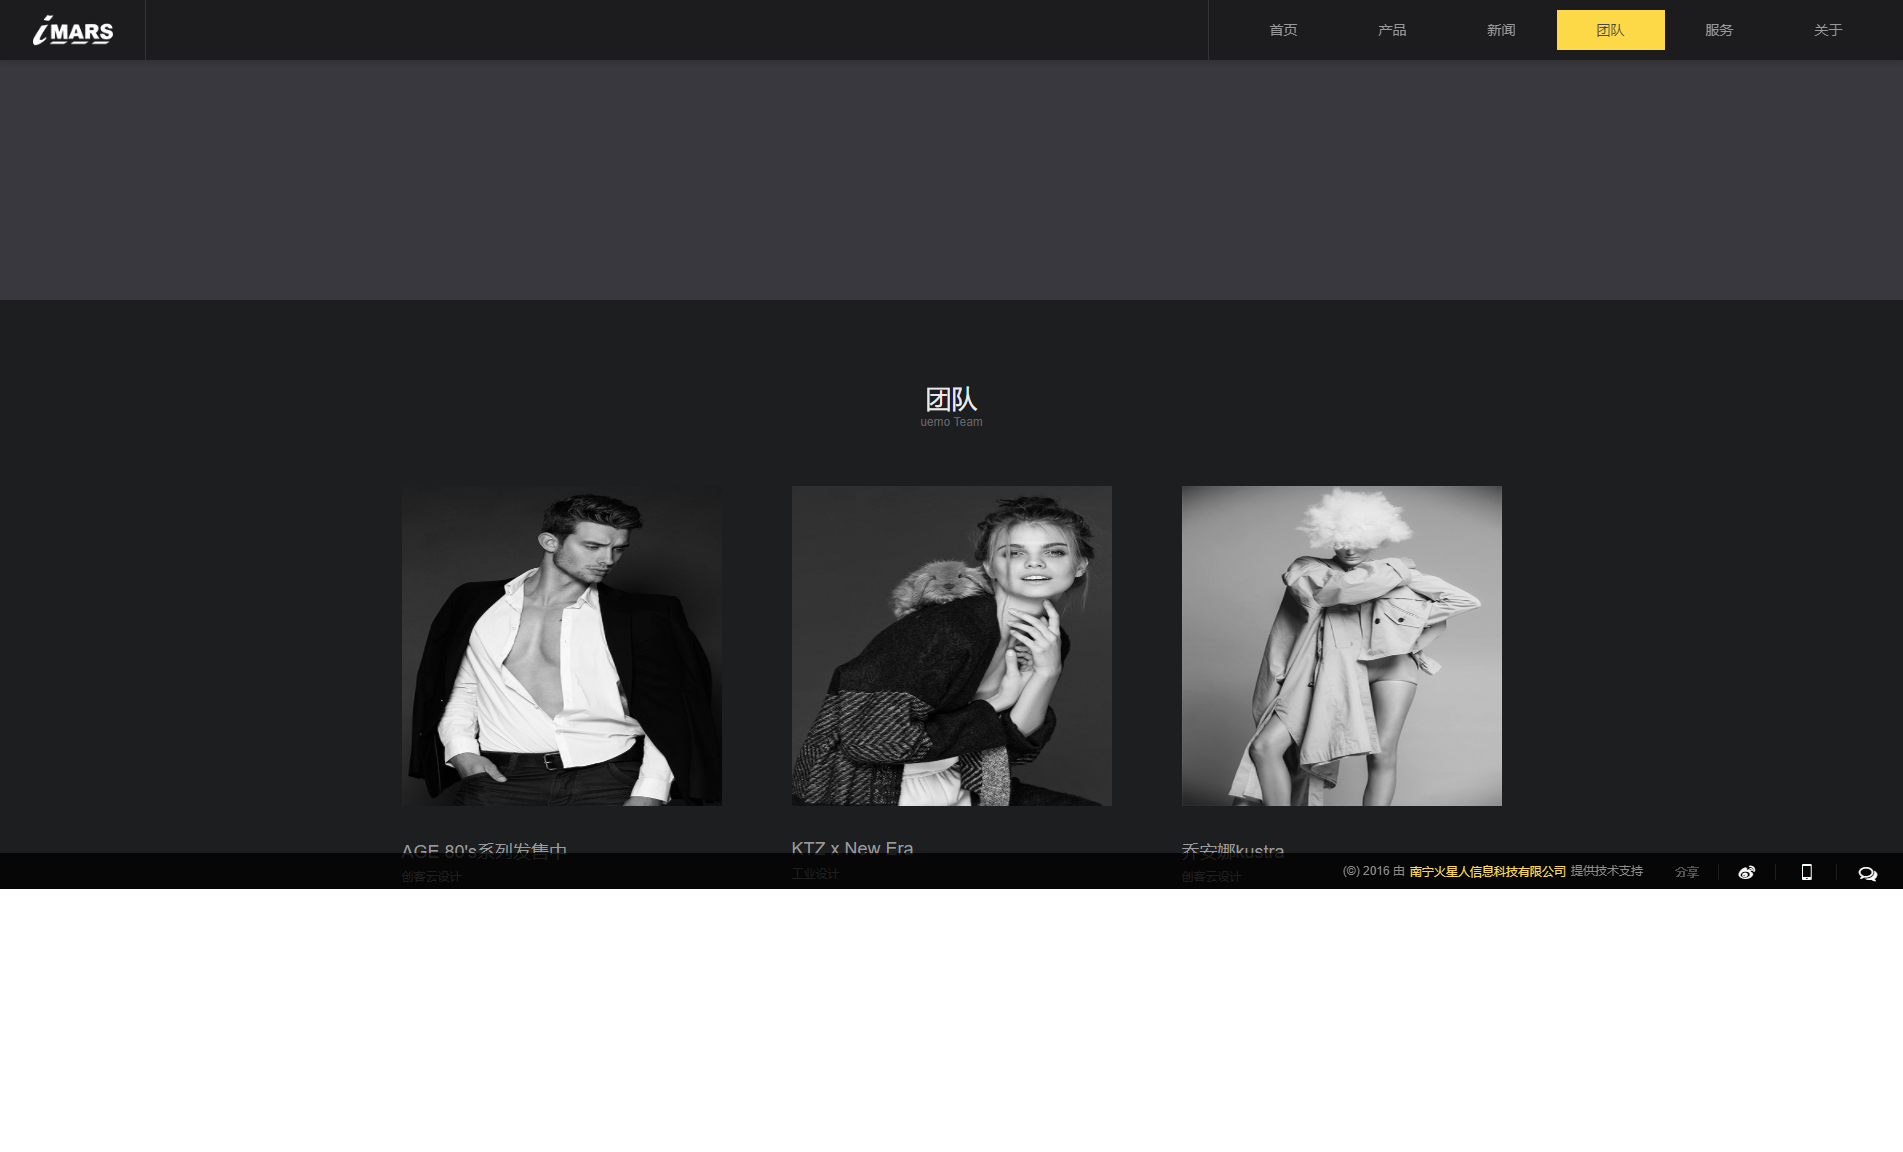 iMARS
首页 产品 新闻 团队 服务 关于
团队
uemo Team
AGE 80's系列发售中
创客云设计
KTZ x New Era
工业设计
乔安娜kustra
创客云设计
(©) 2016 由 南宁火星人信息科技有限公司 提供技术支持 分享